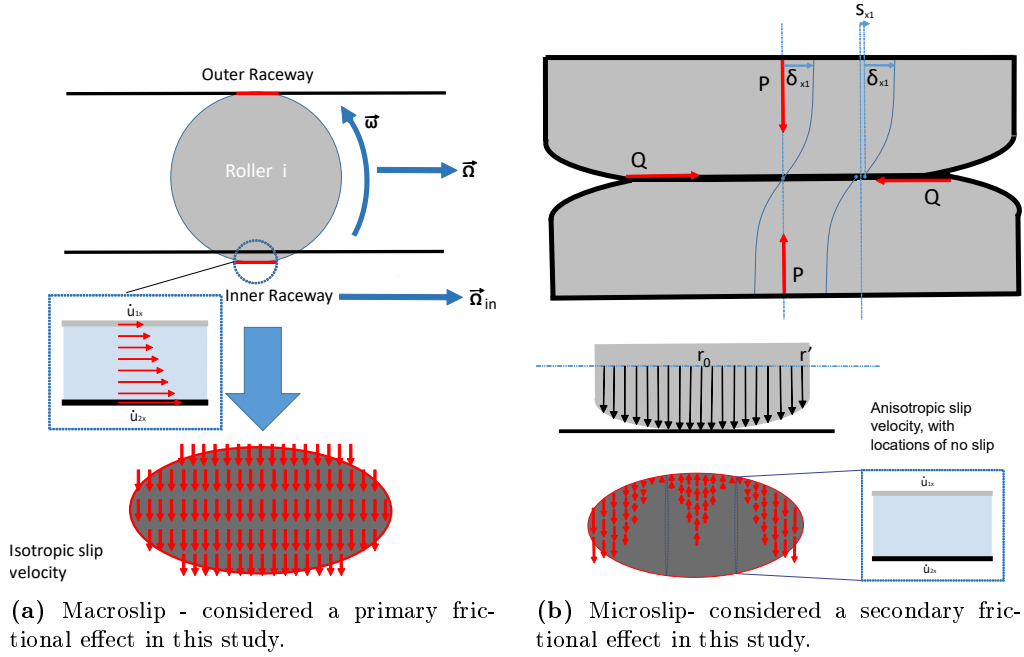 Outer Raceway
ω⃗
Roller i
Ω⃗
Inner Raceway
Ω⃗in
u̇1x
u̇2x
Isotropic slip
velocity
(a) Macroslip - considered a primary fric-
tional effect in this study.
Sx1
P
δx1
δx1
Q
Q
P
r0
r’
Anisotropic slip
velocity, with
locations of no slip
u̇1x
u̇2x
(b) Microslip- considered a secondary fric-
tional effect in this study.